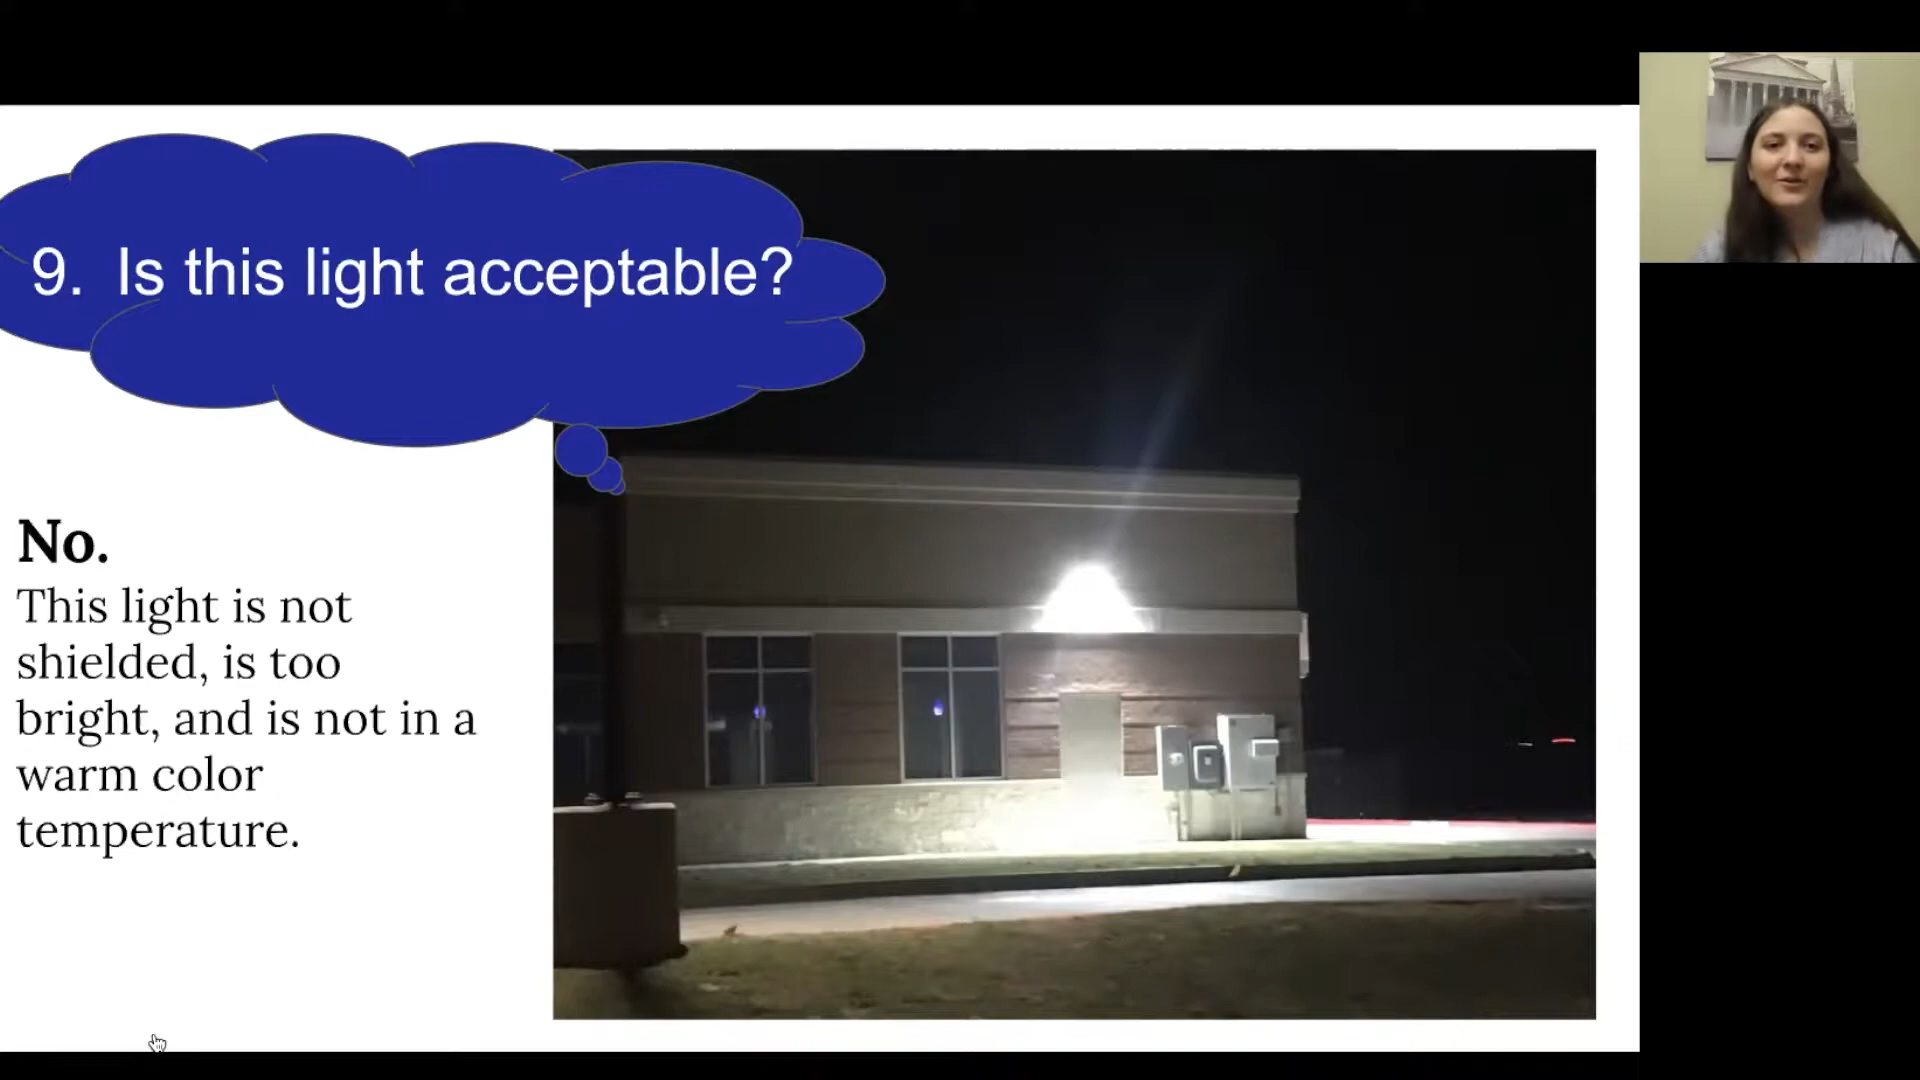 9. Is this light acceptable?
No.
This light is not
shielded, is too
bright, and is not in a
warm color
temperature.